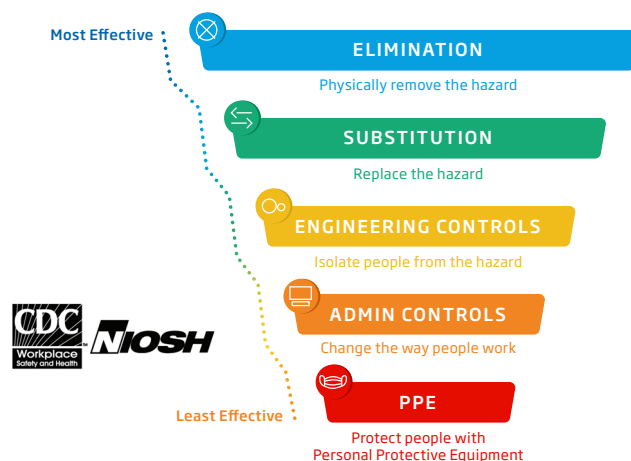 Most Effective
ELIMINATION
Physically remove the hazard
SUBSTITUTION
Replace the hazard
ENGINEERING CONTROLS
Isolate people from the hazard
ADMIN CONTROLS
Change the way people work
CDC
Workplace
Safety and Health
NIOSH
PPE
Least Effective
Protect people with
Personal Protective Equipment